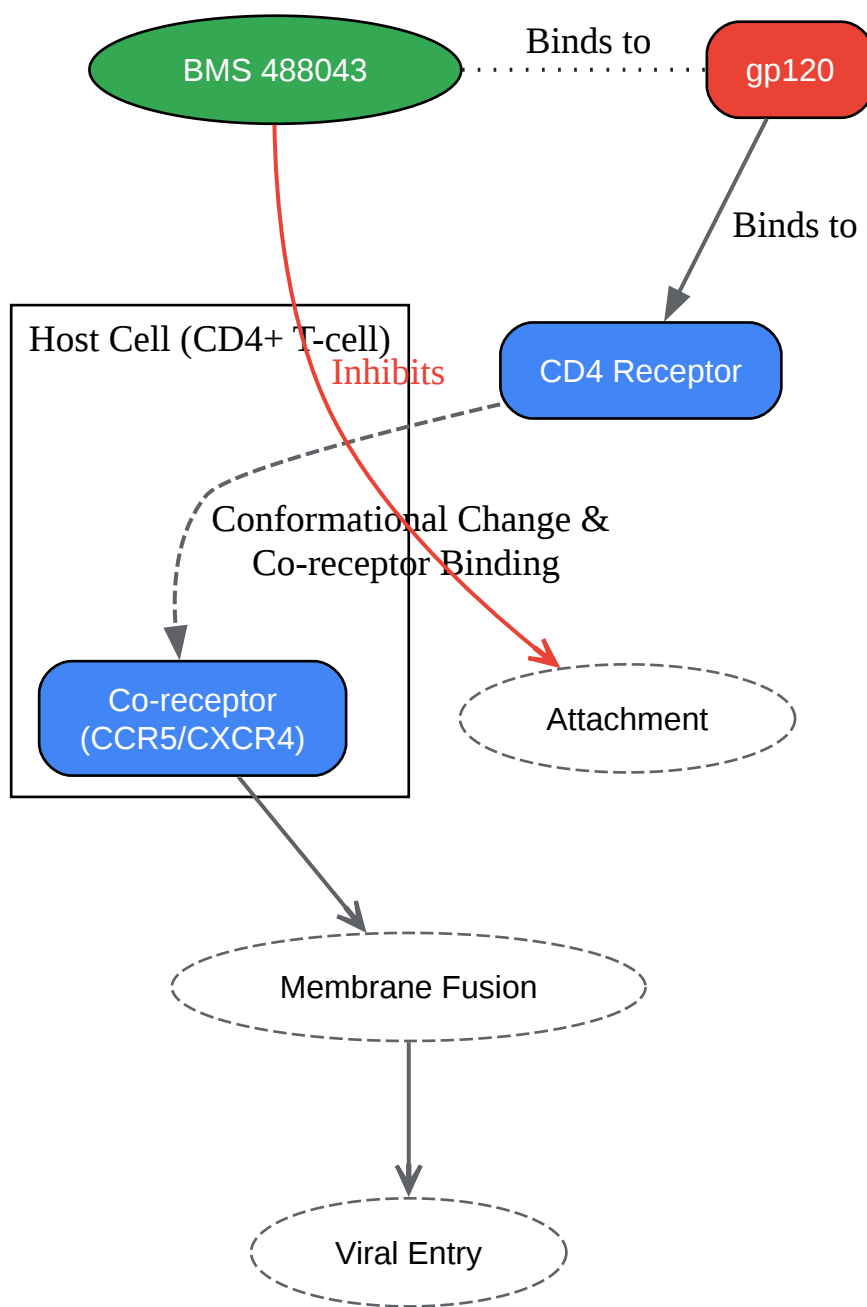 BMS 488043
Binds to
gp120
Binds to
Host Cell (CD4+ T-cell)
Inhibits
CD4 Receptor
Conformational Change &
Co-receptor Binding
Co-receptor
(CCR5/CXCR4)
Attachment
Membrane Fusion
Viral Entry